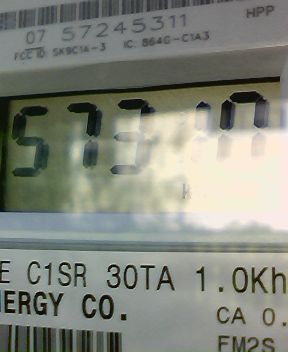 HPP
07 57245311
FCC ID: SK9C1A-3 IC: 864G-C1A3
573
E C1SR 30TA 1.0Kh
NERGY CO.
CA 0.
FM2S